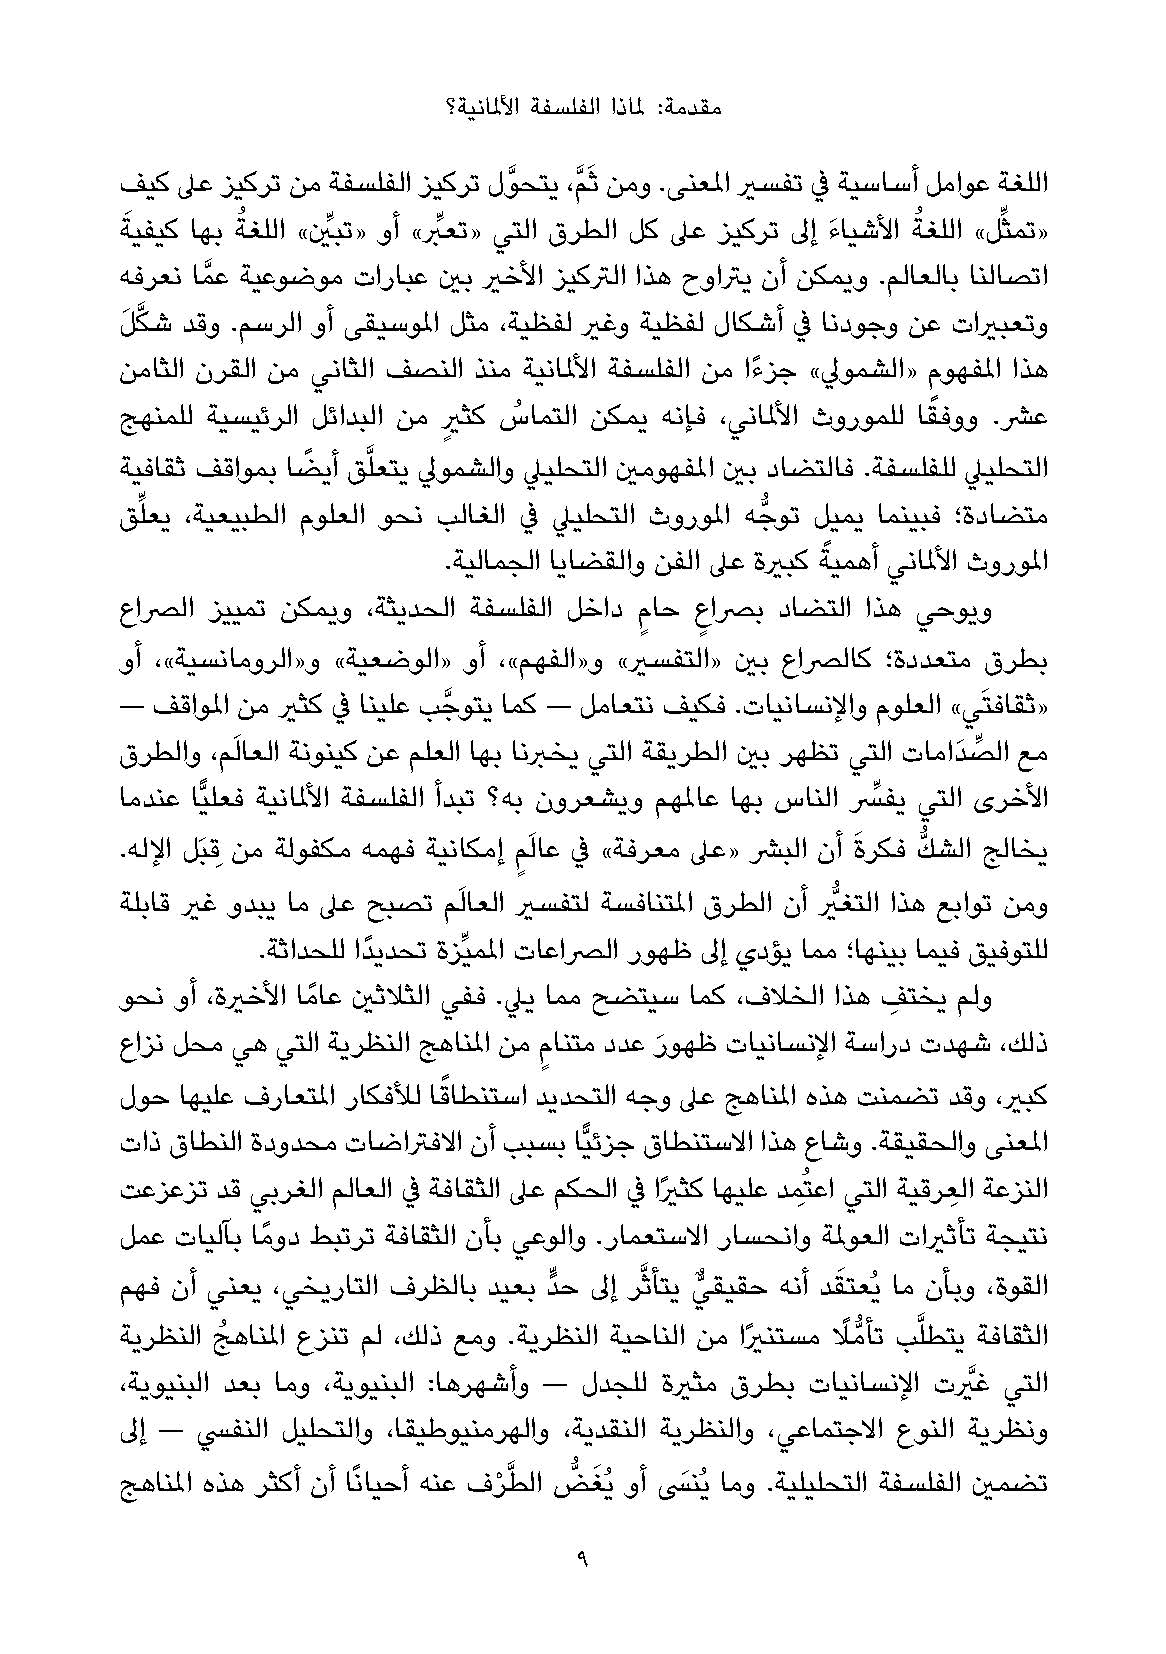 مقدمة: لماذا الفلسفة الألمانية؟
اللغة عوامل أساسية في تفسير المعنى. ومن ثَمَّ، يتحوَّل تركيز الفلسفة من تركيز على كيف
«تمثِّل» اللغةُ الأشياءَ إلى تركيز على كل الطرق التي «تعبِّر» أو «تبيِّن» اللغةُ بها كيفيةَ
اتصالنا بالعالم. ويمكن أن يتراوح هذا التركيز الأخير بين عبارات موضوعية عمَّا نعرفه
وتعبيرات عن وجودنا في أشكال لفظية وغير لفظية، مثل الموسيقى أو الرسم. وقد شكَّلَ
هذا المفهوم «الشمولي» جزءًا من الفلسفة الألمانية منذ النصف الثاني من القرن الثامن
عشر. ووفقًا للموروث الألماني، فإنه يمكن التماسُ كثيرٍ من البدائل الرئيسية للمنهج
التحليلي للفلسفة. فالتضاد بين المفهومين التحليلي والشمولي يتعلَّق أيضًا بمواقف ثقافية
متضادة؛ فبينما يميل توجُّه الموروث التحليلي في الغالب نحو العلوم الطبيعية، يعلِّق
الموروث الألماني أهميةً كبيرة على الفن والقضايا الجمالية.
ويوحي هذا التضاد بصراعٍ حامٍ داخل الفلسفة الحديثة، ويمكن تمييز الصراع
بطرق متعددة؛ كالصراع بين «التفسير» و«الفهم»، أو «الوضعية» و«الرومانسية»، أو
«ثقافتَي» العلوم والإنسانيات. فكيف نتعامل — كما يتوجَّب علينا في كثير من المواقف —
مع الصِّدَامات التي تظهر بين الطريقة التي يخبرنا بها العلم عن كينونة العالَم، والطرق
الأخرى التي يفسِّر الناس بها عالمهم ويشعرون به؟ تبدأ الفلسفة الألمانية فعليًّا عندما
يخالج الشكُّ فكرةَ أن البشر «على معرفة» في عالَمٍ إمكانية فهمه مكفولة من قِبَل الإله.
ومن توابع هذا التغيُّر أن الطرق المتنافسة لتفسير العالَم تصبح على ما يبدو غير قابلة
للتوفيق فيما بينها؛ مما يؤدي إلى ظهور الصراعات المميِّزة تحديدًا للحداثة.
ولم يختفِ هذا الخلاف، كما سيتضح مما يلي. ففي الثلاثين عامًا الأخيرة، أو نحو
ذلك، شهدت دراسة الإنسانيات ظهورَ عدد متنامٍ من المناهج النظرية التي هي محل نزاع
كبير، وقد تضمنت هذه المناهج على وجه التحديد استنطاقًا للأفكار المتعارف عليها حول
المعنى والحقيقة. وشاع هذا الاستنطاق جزئيًّا بسبب أن الافتراضات محدودة النطاق ذات
النزعة العِرقية التي اعتُمِد عليها كثيرًا في الحكم على الثقافة في العالم الغربي قد تزعزعت
نتيجة تأثيرات العولمة وانحسار الاستعمار. والوعي بأن الثقافة ترتبط دومًا بآليات عمل
القوة، وبأن ما يُعتقَد أنه حقيقيٌّ يتأثَّر إلى حدٍّ بعيد بالظرف التاريخي، يعني أن فهم
الثقافة يتطلَّب تأمُّلًا مستنيرًا من الناحية النظرية. ومع ذلك، لم تنزع المناهجُ النظرية
التي غيَّرت الإنسانيات بطرق مثيرة للجدل — وأشهرها: البنيوية، وما بعد البنيوية،
ونظرية النوع الاجتماعي، والنظرية النقدية، والهرمنيوطيقا، والتحليل النفسي — إلى
تضمين الفلسفة التحليلية. وما يُنسَى أو يُغَضُّ الطَّرْف عنه أحيانًا أن أكثر هذه المناهج
٩